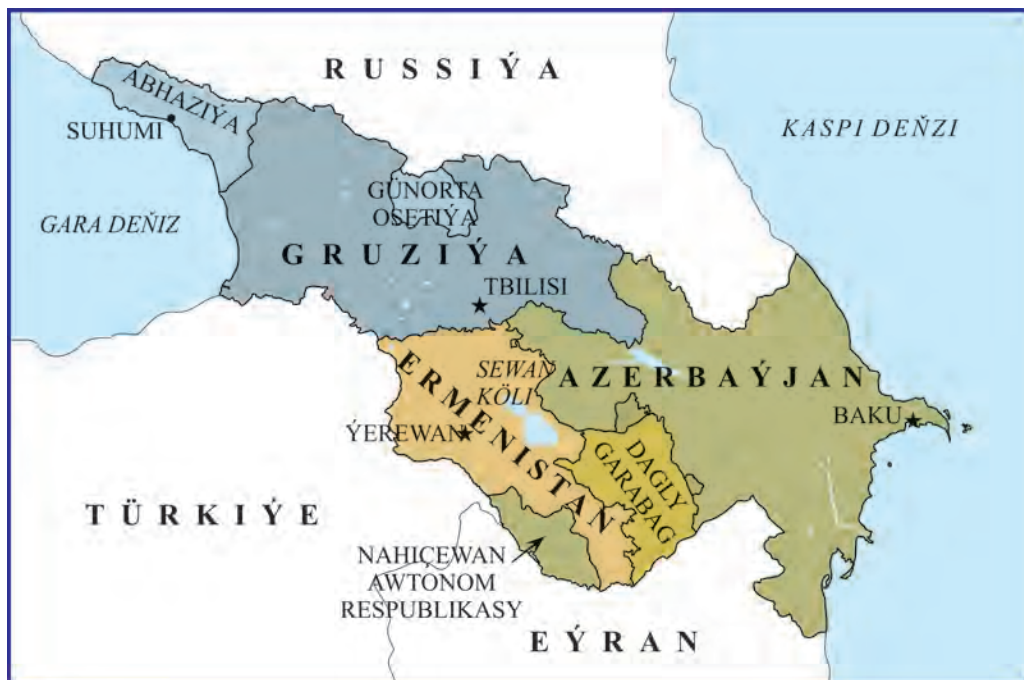 RUSSIÝA
ABHAZIÝA
SUHUMI
KASPI DEŇZI
GÜNORTA
OSETIÝA
GARA DEŇIZ
GRUZIÝA
TBILISI
SEWAN
KÖLI
AZERBAÝJAN
ERMENISTAN
BAKU
ÝEREWAN
DAGLY
GARABAG
TÜRKIÝE
NAHIÇEWAN
AWTONOM
RESPUBLIKASY
EÝRAN